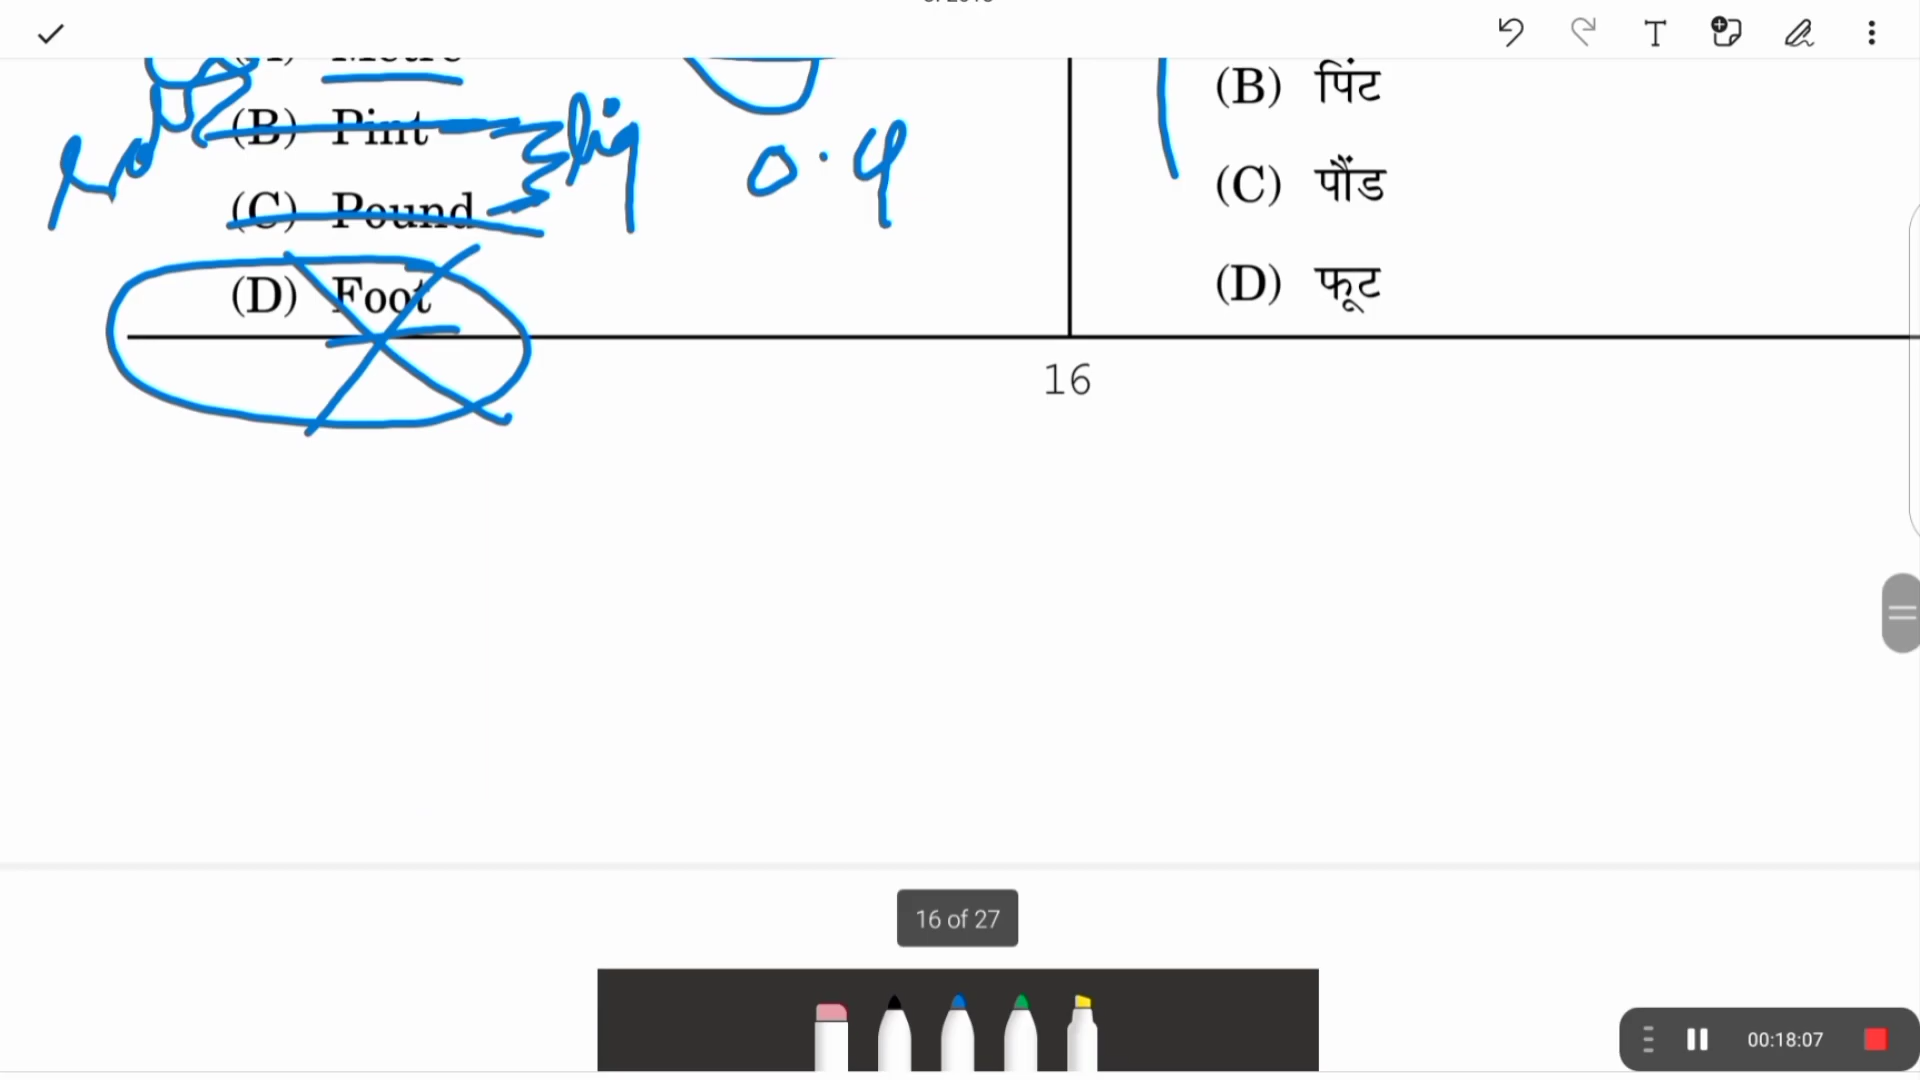 (B) Pint
(C) Pound
(D) Foot
0.4
(B) पिंट
(C) पौंड
(D) फूट
16
16 of 27
00:18:07